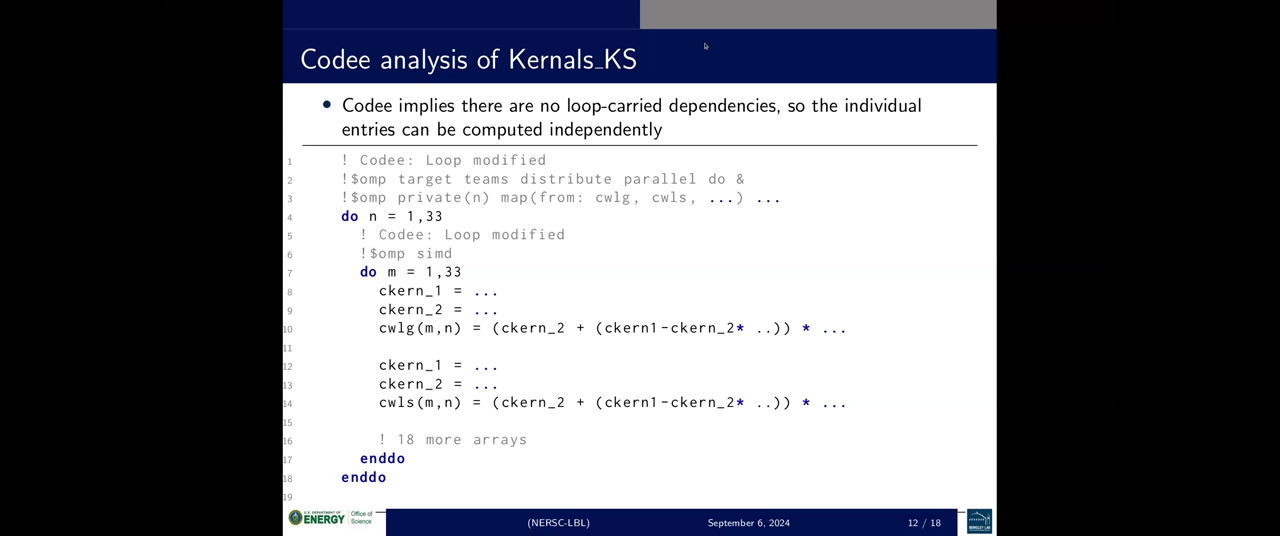 Codee analysis of Kernals_KS
• Codee implies there are no loop-carried dependencies, so the individual
entries can be computed independently
1 ! Codee: Loop modified
2 !$omp target teams distribute parallel do &
3 !$omp private(n) map(from: cwlg, cwls, ...) ...
4 do n = 1,33
5 ! Codee: Loop modified
6 !$omp simd
7 do m = 1,33
8 ckern_1 = ...
9 ckern_2 = ...
10 cwlg(m,n) = (ckern_2 + (ckern1-ckern_2* ..)) * ...
11
12 ckern_1 = ...
13 ckern_2 = ...
14 cwls(m,n) = (ckern_2 + (ckern1-ckern_2* ..)) * ...
15
16 ! 18 more arrays
17 enddo
18 enddo
19
U.S. DEPARTMENT OF
ENERGY
Office of
Science
(NERSC-LBL) September 6, 2024 12 / 18
BERKELEY LAB